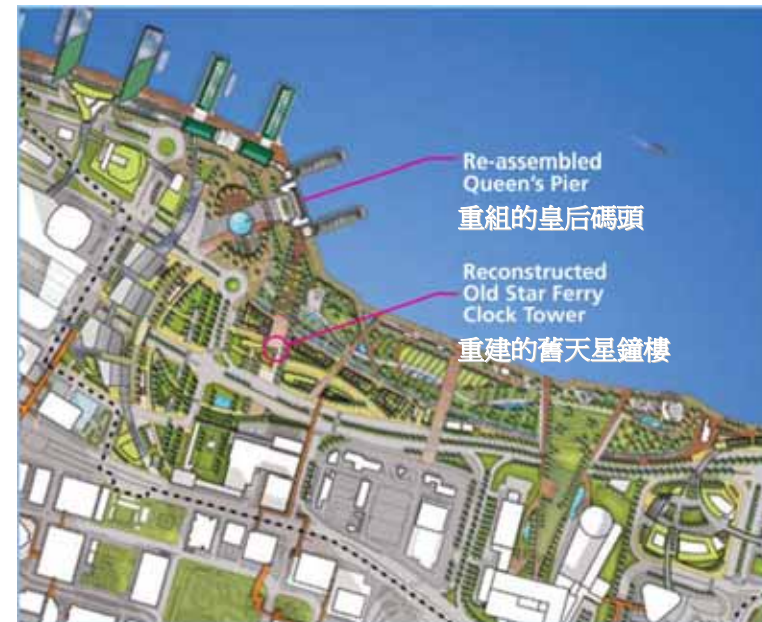 Re-assembled
Queen's Pier
重組的皇后碼頭
Reconstructed
Old Star Ferry
Clock Tower
重建的舊天星鐘樓